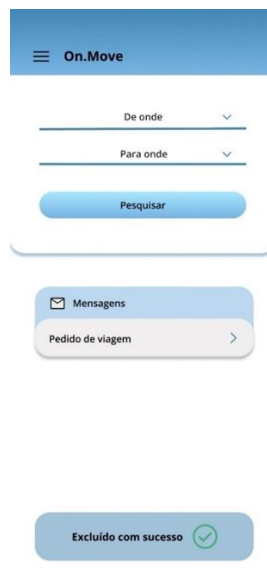 On.Move
De onde
Para onde
Pesquisar
Mensagens
Pedido de viagem
Excluído com sucesso